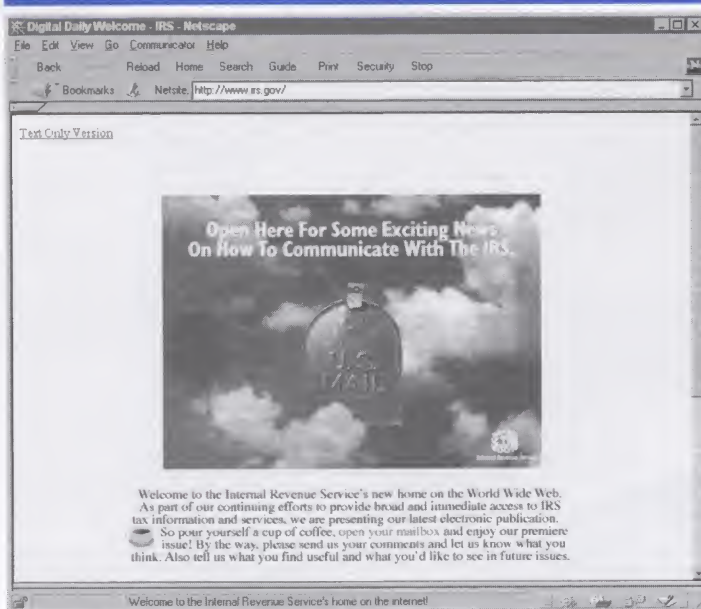 Digital Daily Welcome - IRS - Netscape
File Edit View Go Communicator Help
Back Reload Home Search Guide Print Security Stop
Bookmarks Netsite: http://www.irs.gov/
Text Only Version
Open Here For Some Exciting News
On How To Communicate With The IRS.
U.S.
MAIL
Internal Revenue Service
Welcome to the Internal Revenue Service's new home on the World Wide Web.
As part of our continuing efforts to provide broad and immediate access to IRS
tax information and services, we are presenting our latest electronic publication.
So pour yourself a cup of coffee, open your mailbox and enjoy our premiere
issue! By the way, please send us your comments and let us know what you
think. Also tell us what you find useful and what you'd like to see in future issues.
Welcome to the Internal Revenue Service's home on the internet!